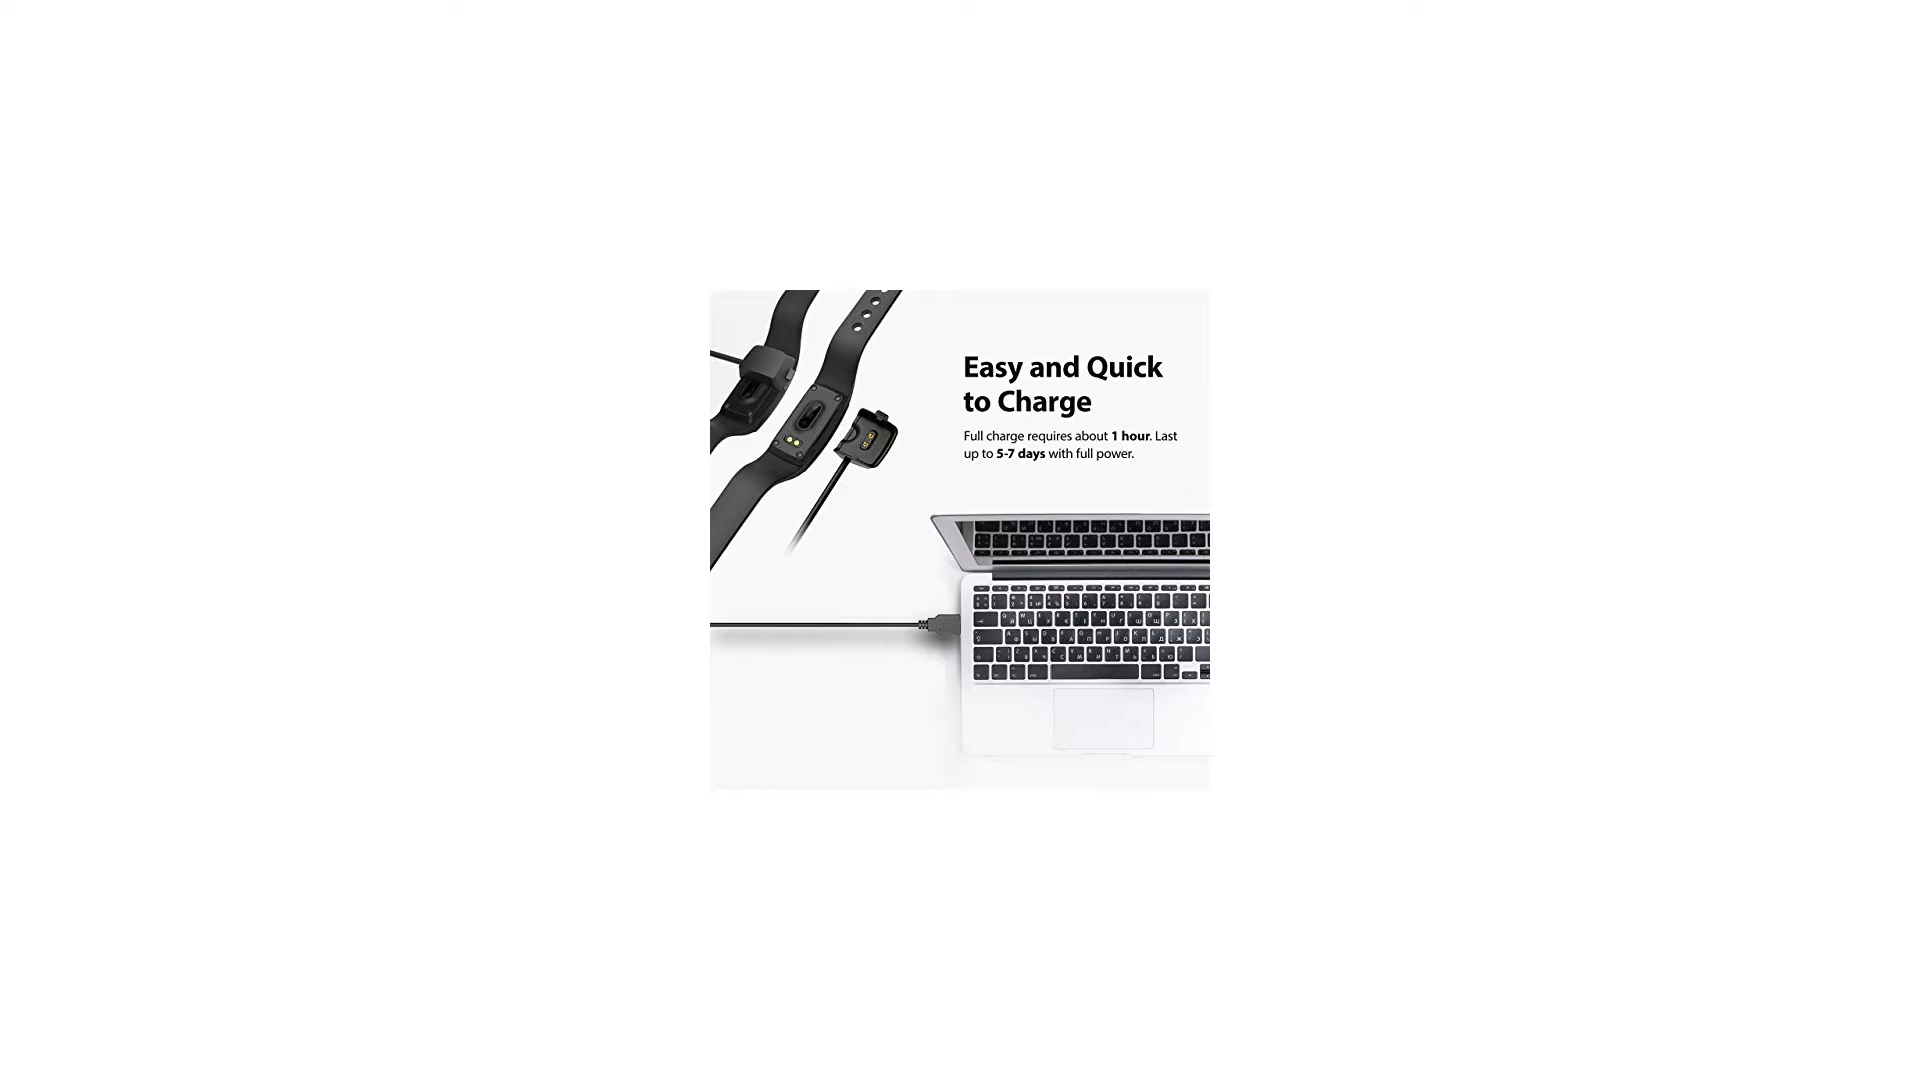 Easy and Quick
to Charge
Full charge requires about 1 hour. Last
up to 5-7 days with full power.